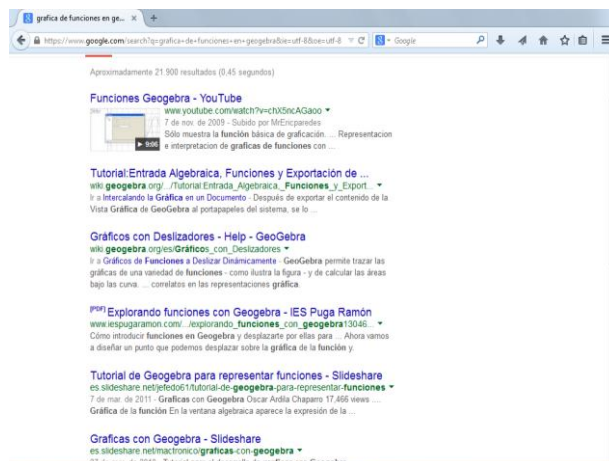 grafica de funciones en ge...
https://www.google.com/search?q=grafica+de+funciones+en+geogebra&ie=utf-8&oe=utf-8
Google
Aproximadamente 21.900 resultados (0,45 segundos)
Funciones Geogebra - YouTube
www.youtube.com/watch?v=chX5ncAGaoo
7 de nov. de 2009 - Subido por MrEricparedes
Sólo muestra la función básica de graficación. ... Representacion
9:06
e interpretacion de graficas de funciones con ...
Tutorial:Entrada Algebraica, Funciones y Exportación de ...
wiki.geogebra.org/.../Tutorial:Entrada_Algebraica,_Funciones_y_Export...
Ir a Intercalando la Gráfica en un Documento - Después de exportar el contenido de la
Vista Gráfica de GeoGebra al portapapeles del sistema, se lo ...
Gráficos con Deslizadores - Help - GeoGebra
wiki.geogebra.org/es/Gráficos_con_Deslizadores
Ir a Gráficos de Funciones a Deslizar Dinámicamente - GeoGebra permite trazar las
gráficas de una variedad de funciones - como ilustra la figura - y de calcular las áreas
bajo las curva. ... correlatos en las representaciones gráfica.
[PDF] Explorando funciones con Geogebra - IES Puga Ramón
www.iespugaramon.com/.../explorando_funciones_con_geogebra13046...
Cómo introducir funciones en Geogebra y desplazarte por ellas para ... Ahora vamos
a diseñar un punto que podemos desplazar sobre la gráfica de la función y.
Tutorial de Geogebra para representar funciones - Slideshare
es.slideshare.net/jefedo61/tutorial-de-geogebra-para-representar-funciones
7 de mar. de 2011 - Graficas con Geogebra Oscar Ardila Chaparro 17,466 views ....
Gráfica de la función En la ventana algebraica aparece la expresión de la ...
Graficas con Geogebra - Slideshare
es.slideshare.net/mactronico/graficas-con-geogebra